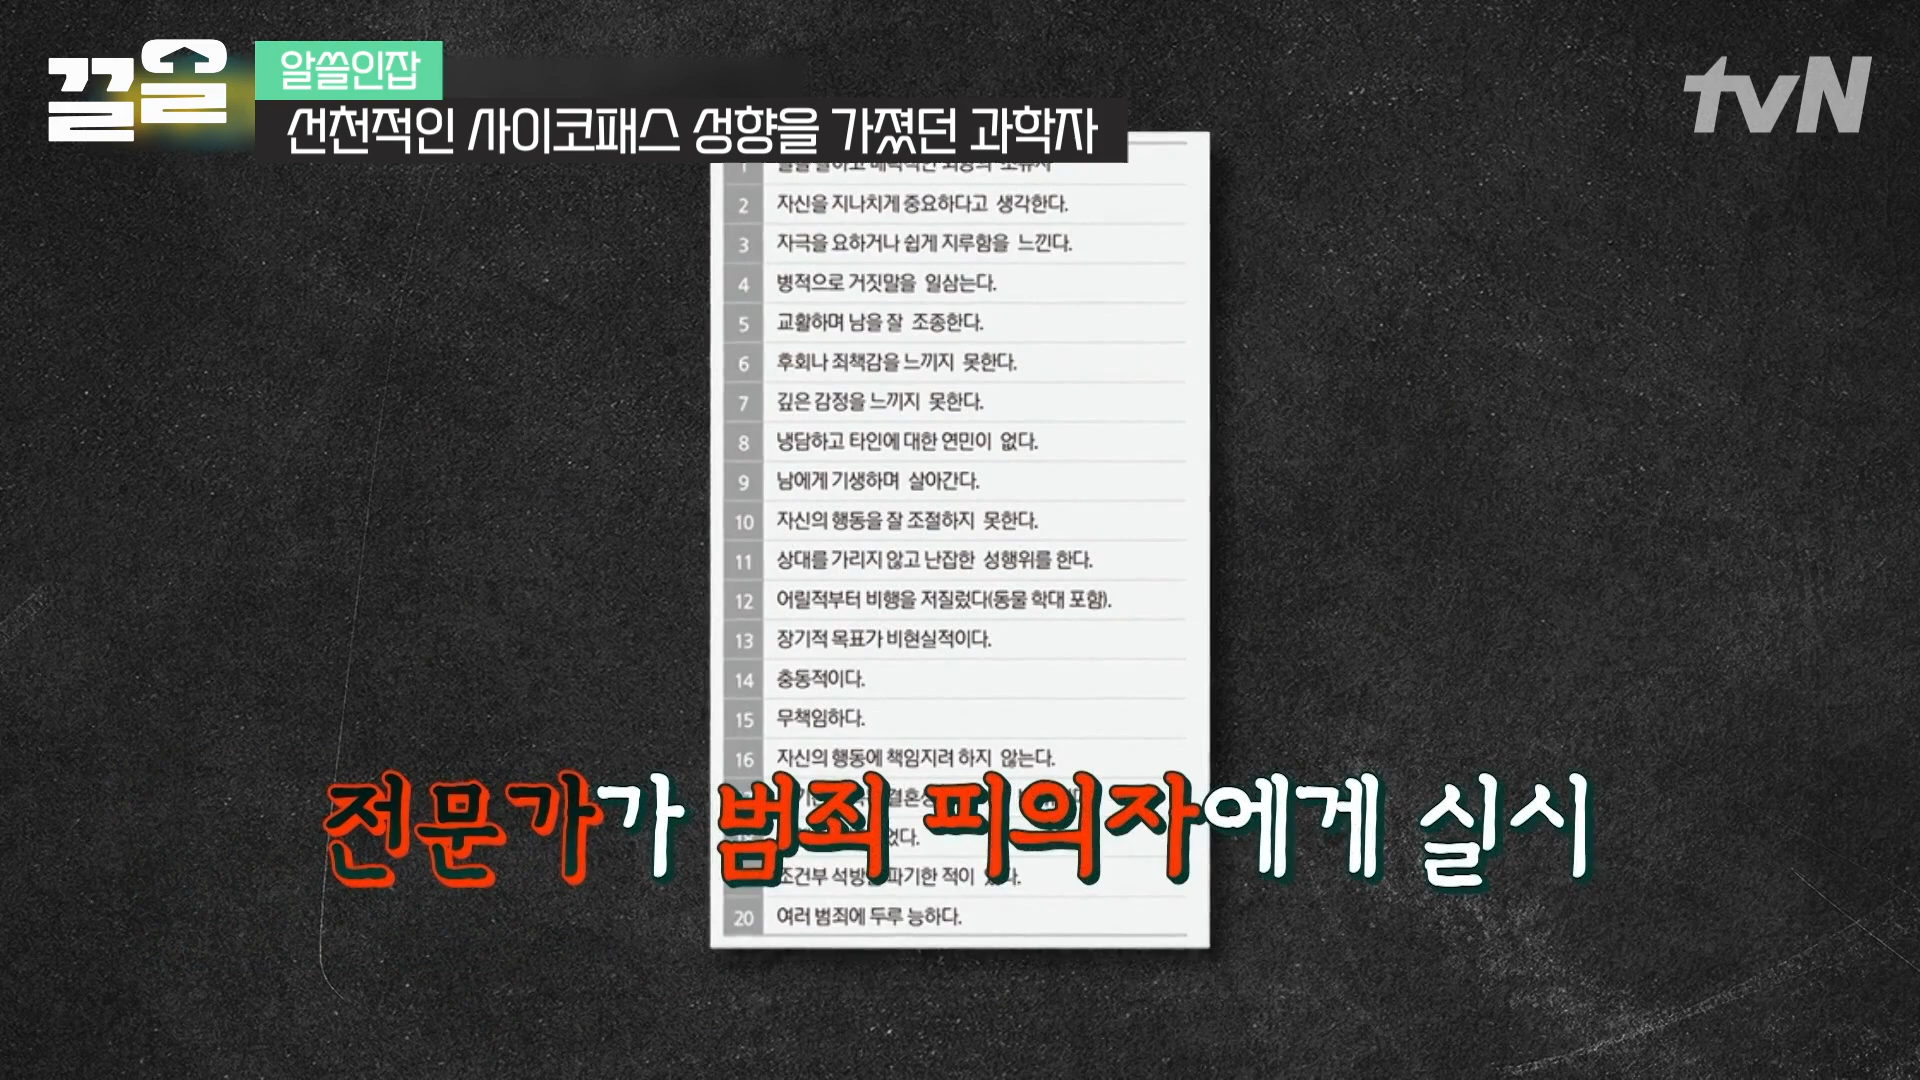 끌올
알쓸인잡
tvN
선천적인 사이코패스 성향을 가졌던 과학자
1
2 자신을 지나치게 중요하다고 생각한다.
3 자극을 요하거나 쉽게 지루함을 느낀다.
4 병적으로 거짓말을 일삼는다.
5 교활하며 남을 잘 조종한다.
6 후회나 죄책감을 느끼지 못한다.
7 깊은 감정을 느끼지 못한다.
8 냉담하고 타인에 대한 연민이 없다.
9 남에게 기생하며 살아간다.
10 자신의 행동을 잘 조절하지 못한다.
11 상대를 가리지 않고 난잡한 성행위를 한다.
12 어릴적부터 비행을 저질렀다(동물 학대 포함).
13 장기적 목표가 비현실적이다.
14 충동적이다.
15 무책임하다.
16 자신의 행동에 책임지려 하지 않는다.
전문가가 범죄 피의자에게 실시
조건부 석방을 파기한 적이
20 여러 범죄에 두루 능하다.